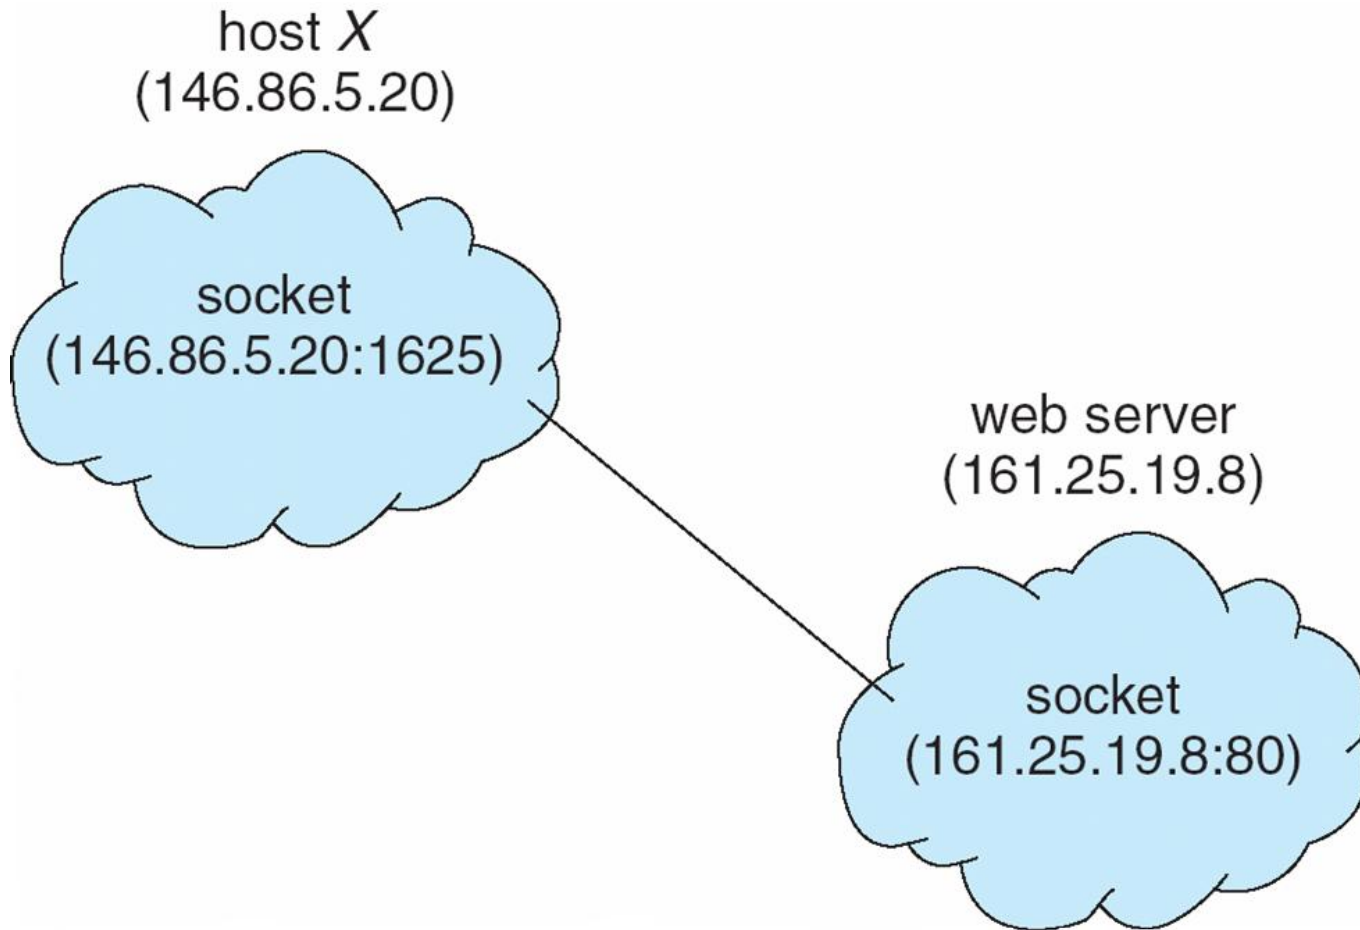 host X
(146.86.5.20)
socket
(146.86.5.20:1625)
web server
(161.25.19.8)
socket
(161.25.19.8:80)